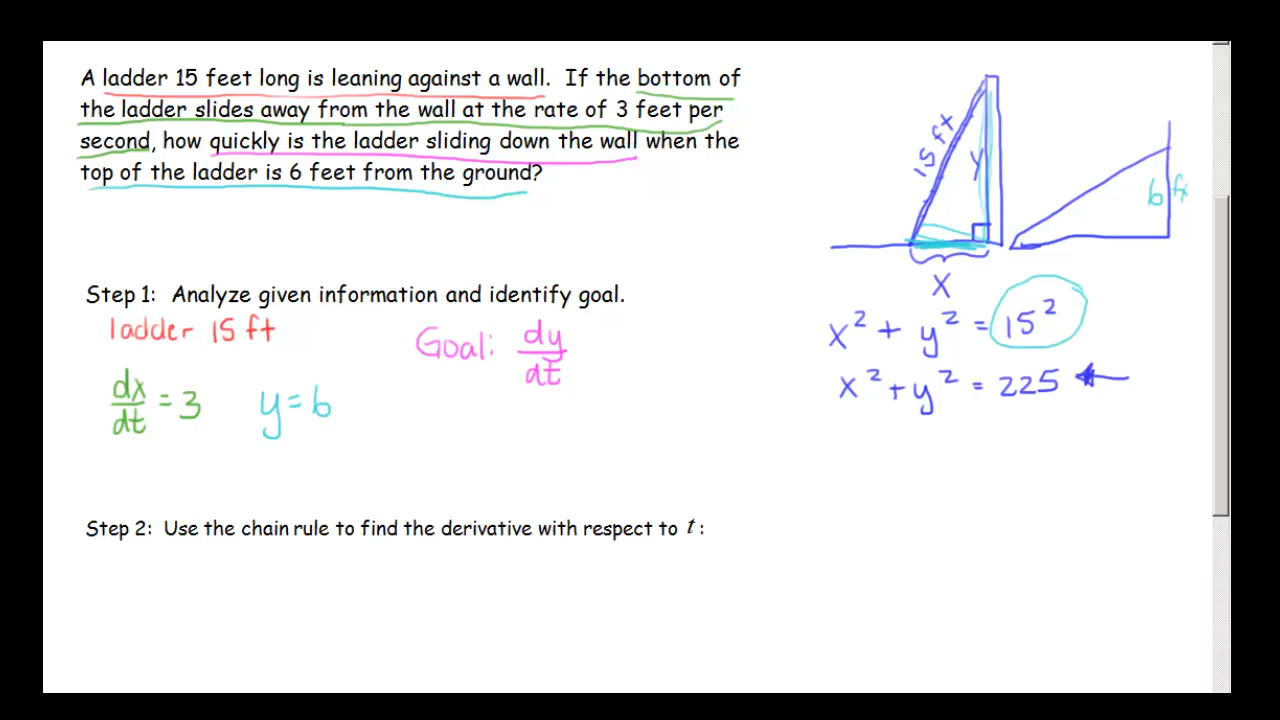 A ladder 15 feet long is leaning against a wall. If the bottom of
the ladder slides away from the wall at the rate of 3 feet per
second, how quickly is the ladder sliding down the wall when the
top of the ladder is 6 feet from the ground?
15 ft
y
6 ft
x
Step 1: Analyze given information and identify goal.
ladder 15 ft
Goal: dy/dt
dx/dt = 3
y = 6
x² + y² = 15²
x² + y² = 225
Step 2: Use the chain rule to find the derivative with respect to t: